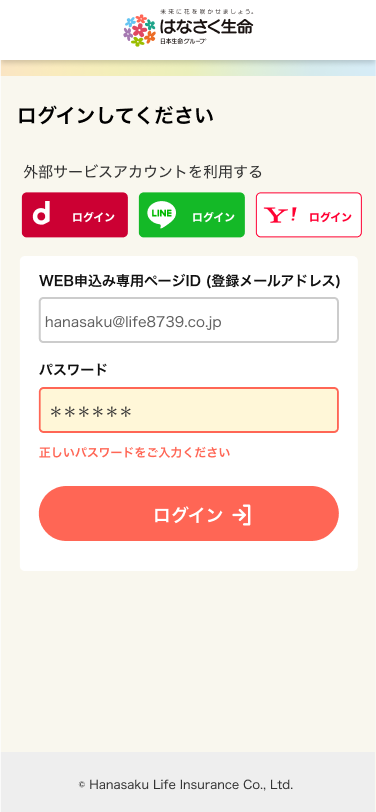 未来に花を咲かせましょう。
はなさく生命
日本生命グループ
ログインしてください
外部サービスアカウントを利用する
d ログイン
LINE ログイン
Y! ログイン
WEB申込み専用ページID (登録メールアドレス)
hanasaku@life8739.co.jp
パスワード
＊＊＊＊＊＊
正しいパスワードをご入力ください
ログイン
© Hanasaku Life Insurance Co., Ltd.